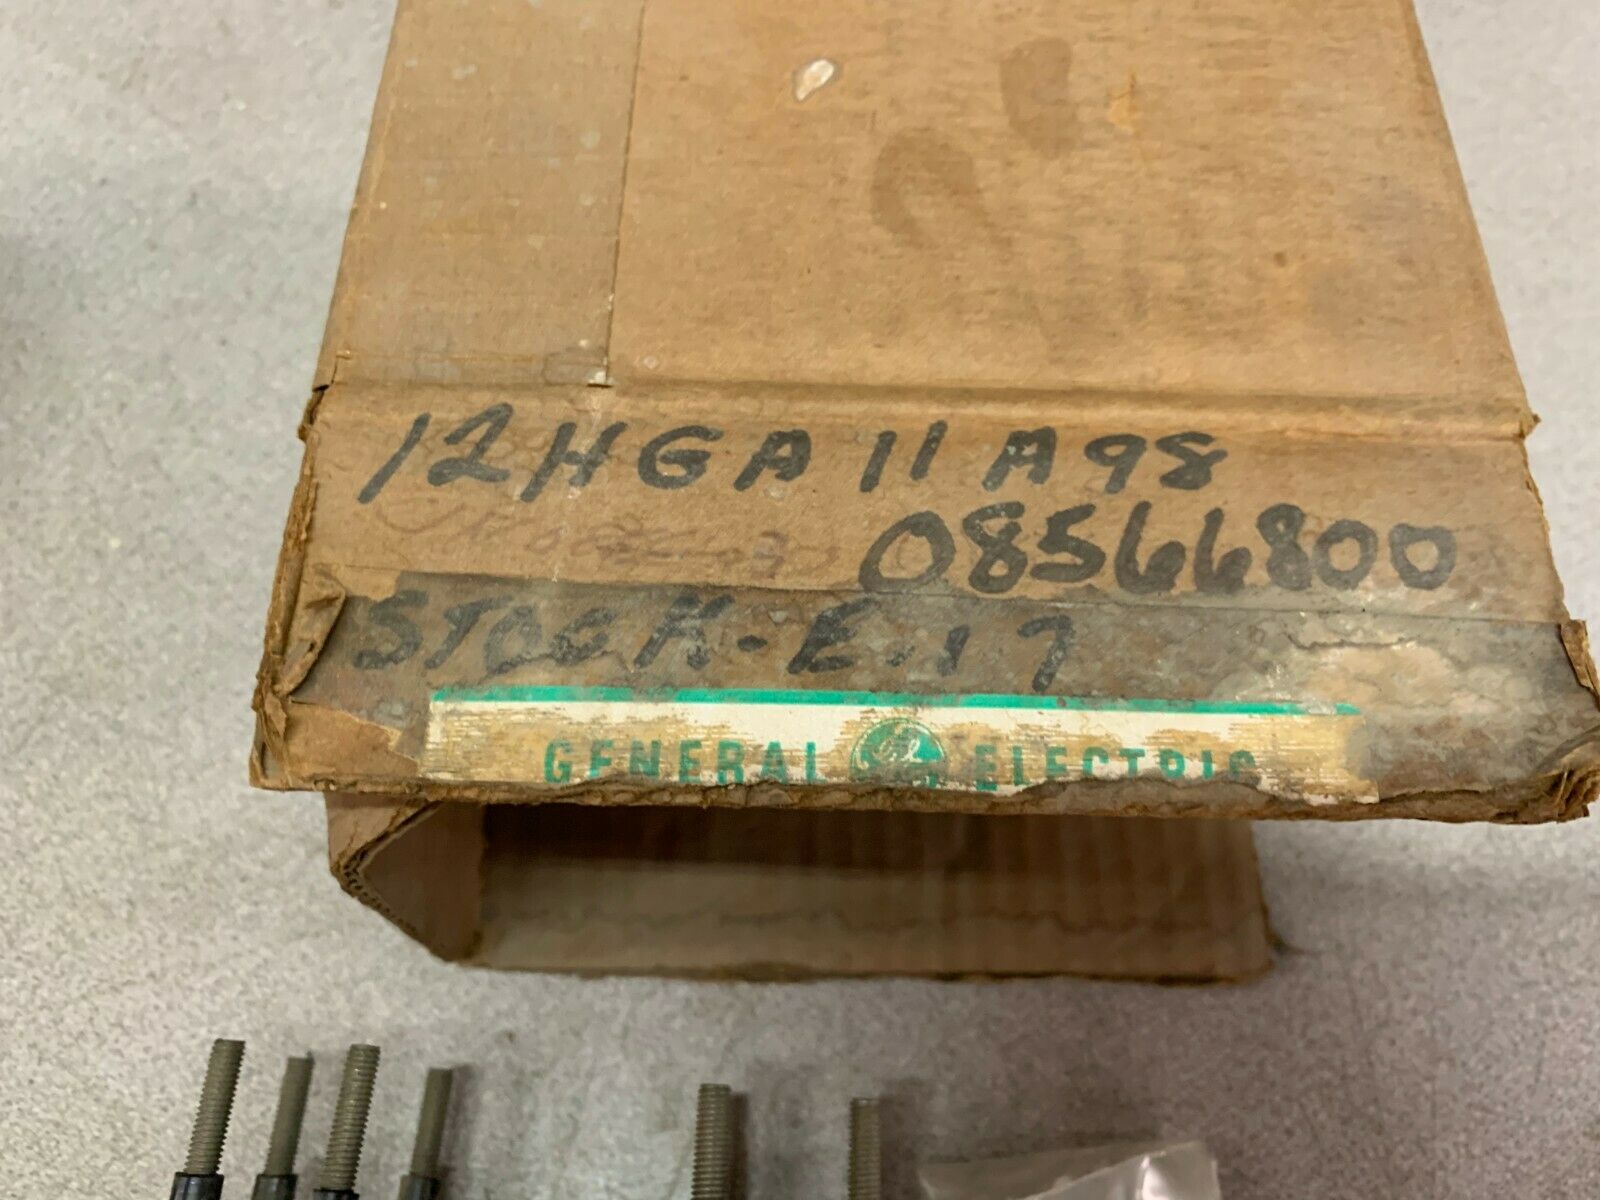 12HGA11A98
08566800
STOCK-E-17
GENERAL ELECTRIC